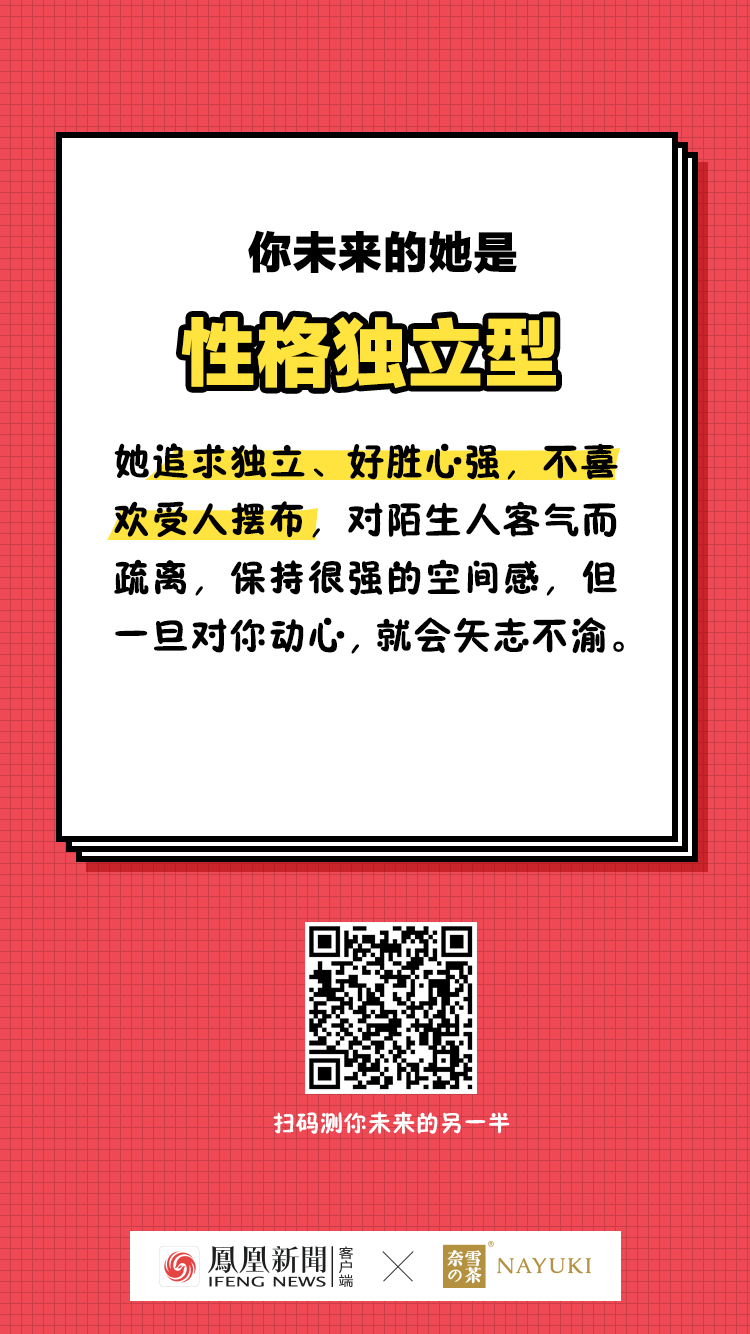 你未来的她是
性格独立型
她追求独立、好胜心强，不喜
欢受人摆布，对陌生人客气而
疏离，保持很强的空间感，但
一旦对你动心，就会矢志不渝。
扫码测你未来的另一半
鳳凰新聞 客户端
IFENG NEWS
奈雪の茶® NAYUKI